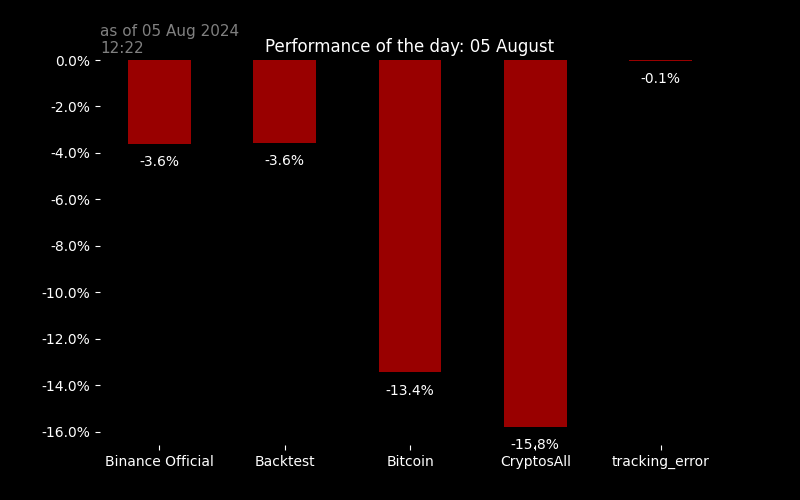 as of 05 Aug 2024
12:22
Performance of the day: 05 August
0.0%
-2.0%
-4.0%
-6.0%
-8.0%
-10.0%
-12.0%
-14.0%
-16.0%
-3.6%
-3.6%
-13.4%
-15.8%
-0.1%
Binance Official
Backtest
Bitcoin
CryptosAll
tracking_error